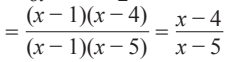 = (x − 1)(x − 4) / (x − 1)(x − 5) = x − 4 / x − 5